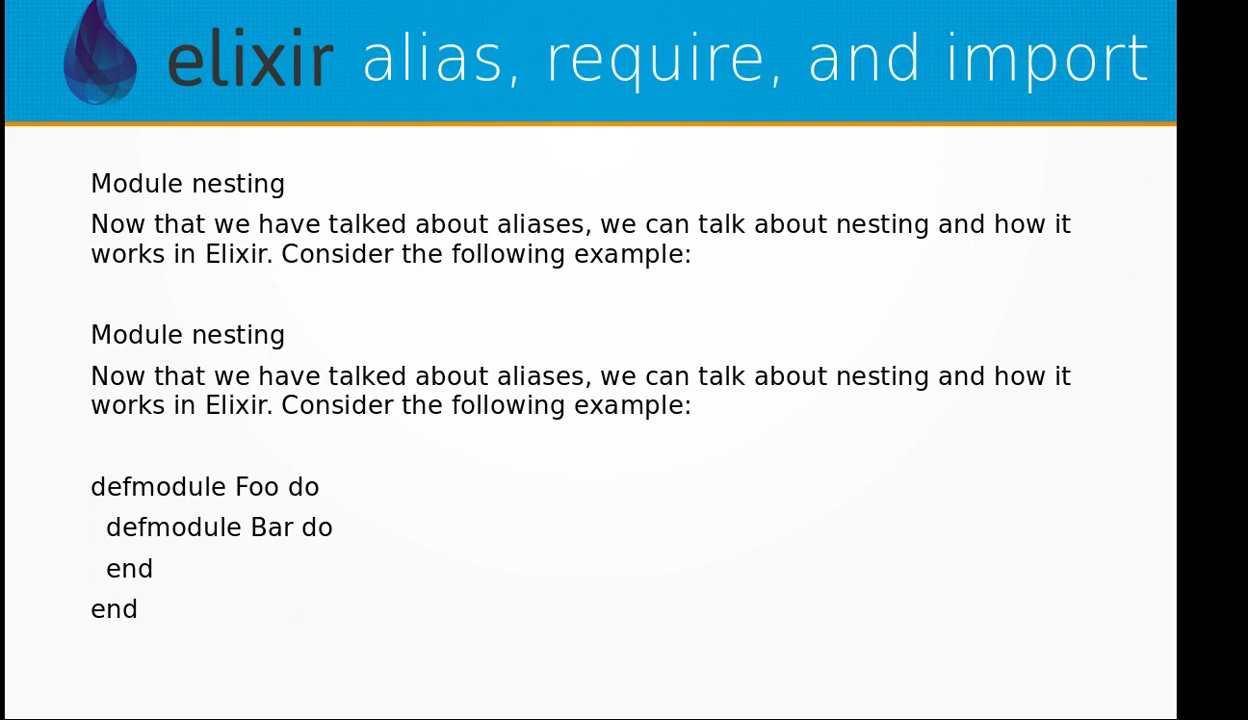 elixir alias, require, and import
Module nesting
Now that we have talked about aliases, we can talk about nesting and how it
works in Elixir. Consider the following example:
Module nesting
Now that we have talked about aliases, we can talk about nesting and how it
works in Elixir. Consider the following example:
defmodule Foo do
  defmodule Bar do
  end
end